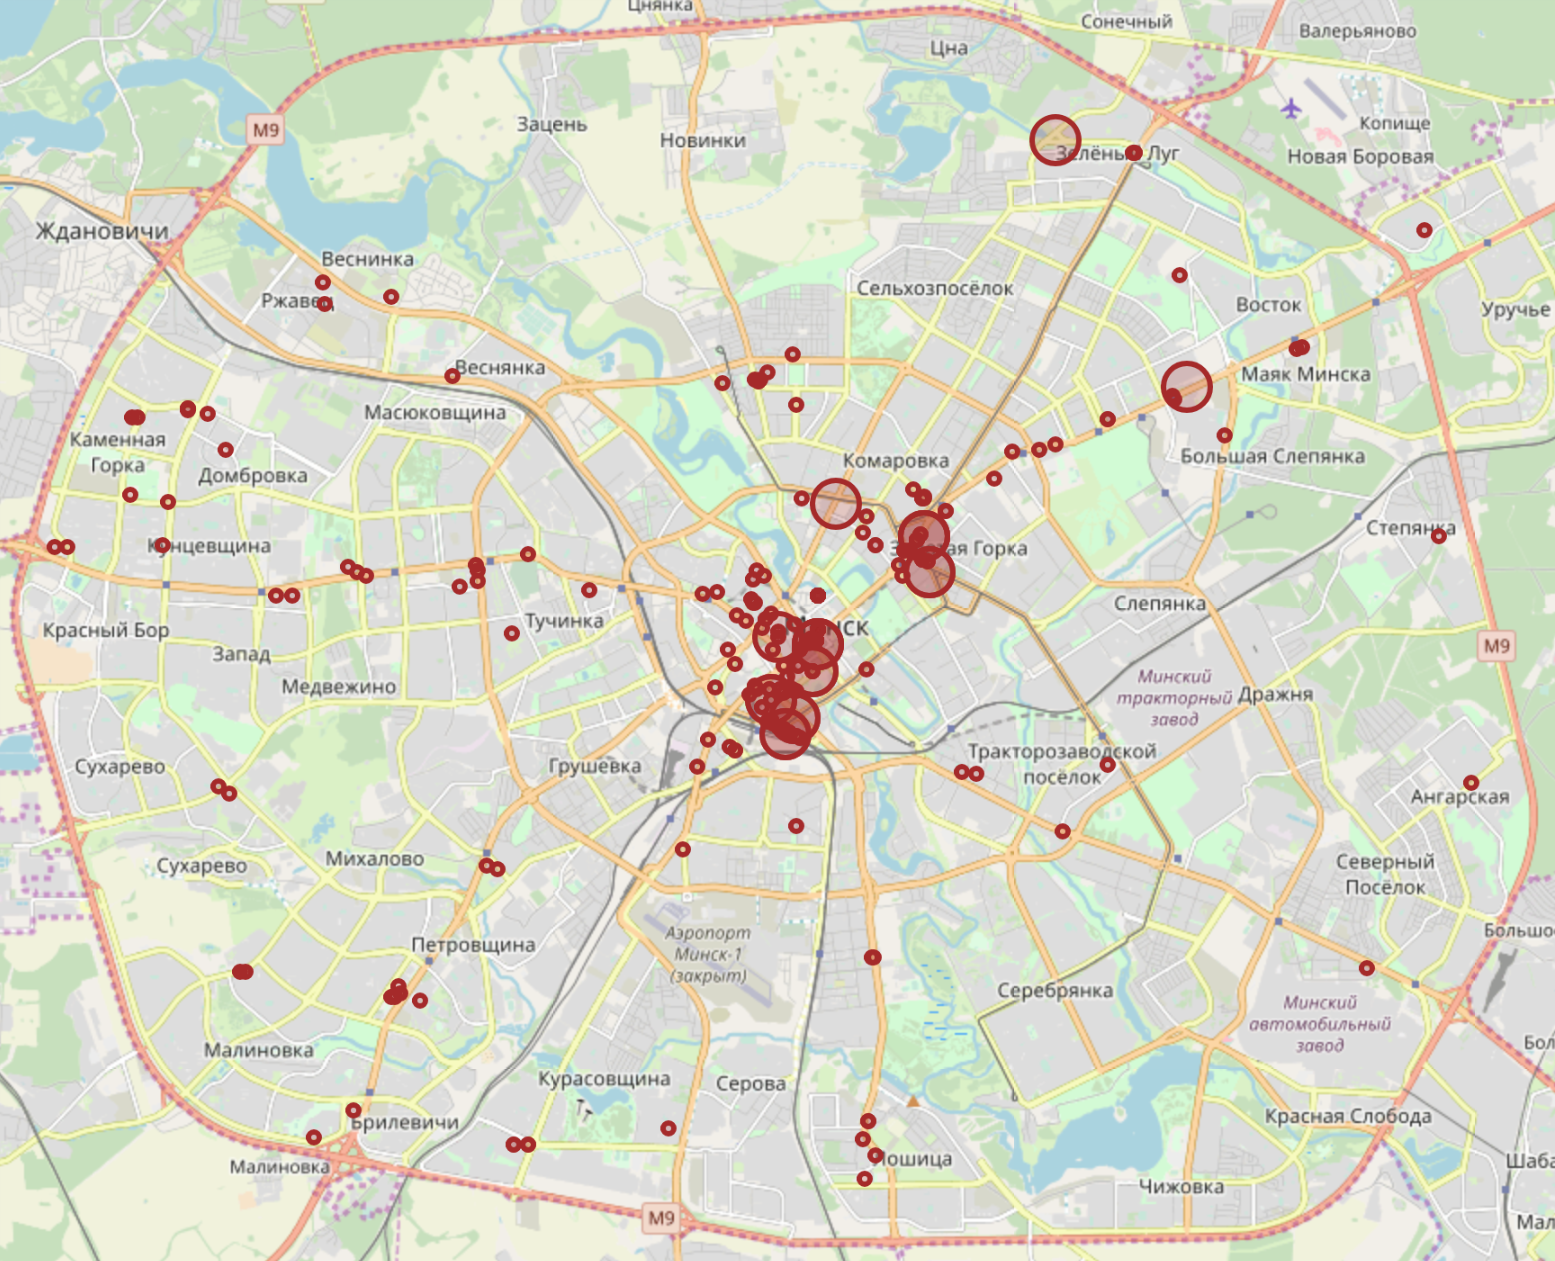 Цнянка
Сонечный
Валерьяново
Цна
M9
Зацень
Новинки
Копище
Зелёный Луг
Новая Боровая
Ждановичи
Веснинка
Ржавец
Сельхозпосёлок
Восток
Уручье
Веснянка
Маяк Минска
Масюковщина
Каменная
Горка
Домбровка
Комаровка
Большая Слепянка
Степянка
Кунцевщина
Золотая Горка
Слепянка
Красный Бор
Тучинка
Минск
M9
Запад
Медвежино
Минский
тракторный
завод
Дражня
Сухарево
Грушевка
Тракторозаводской
посёлок
Ангарская
Сухарево
Михалово
Северный
Посёлок
Петровщина
Аэропорт
Минск-1
(закрыт)
Большо
Серебрянка
Минский
автомобильный
завод
Малиновка
Бол
Курасовщина
Серова
Брилевичи
Красная Слобода
Малиновка
Лошица
Шаба
Чижовка
M9
Мал